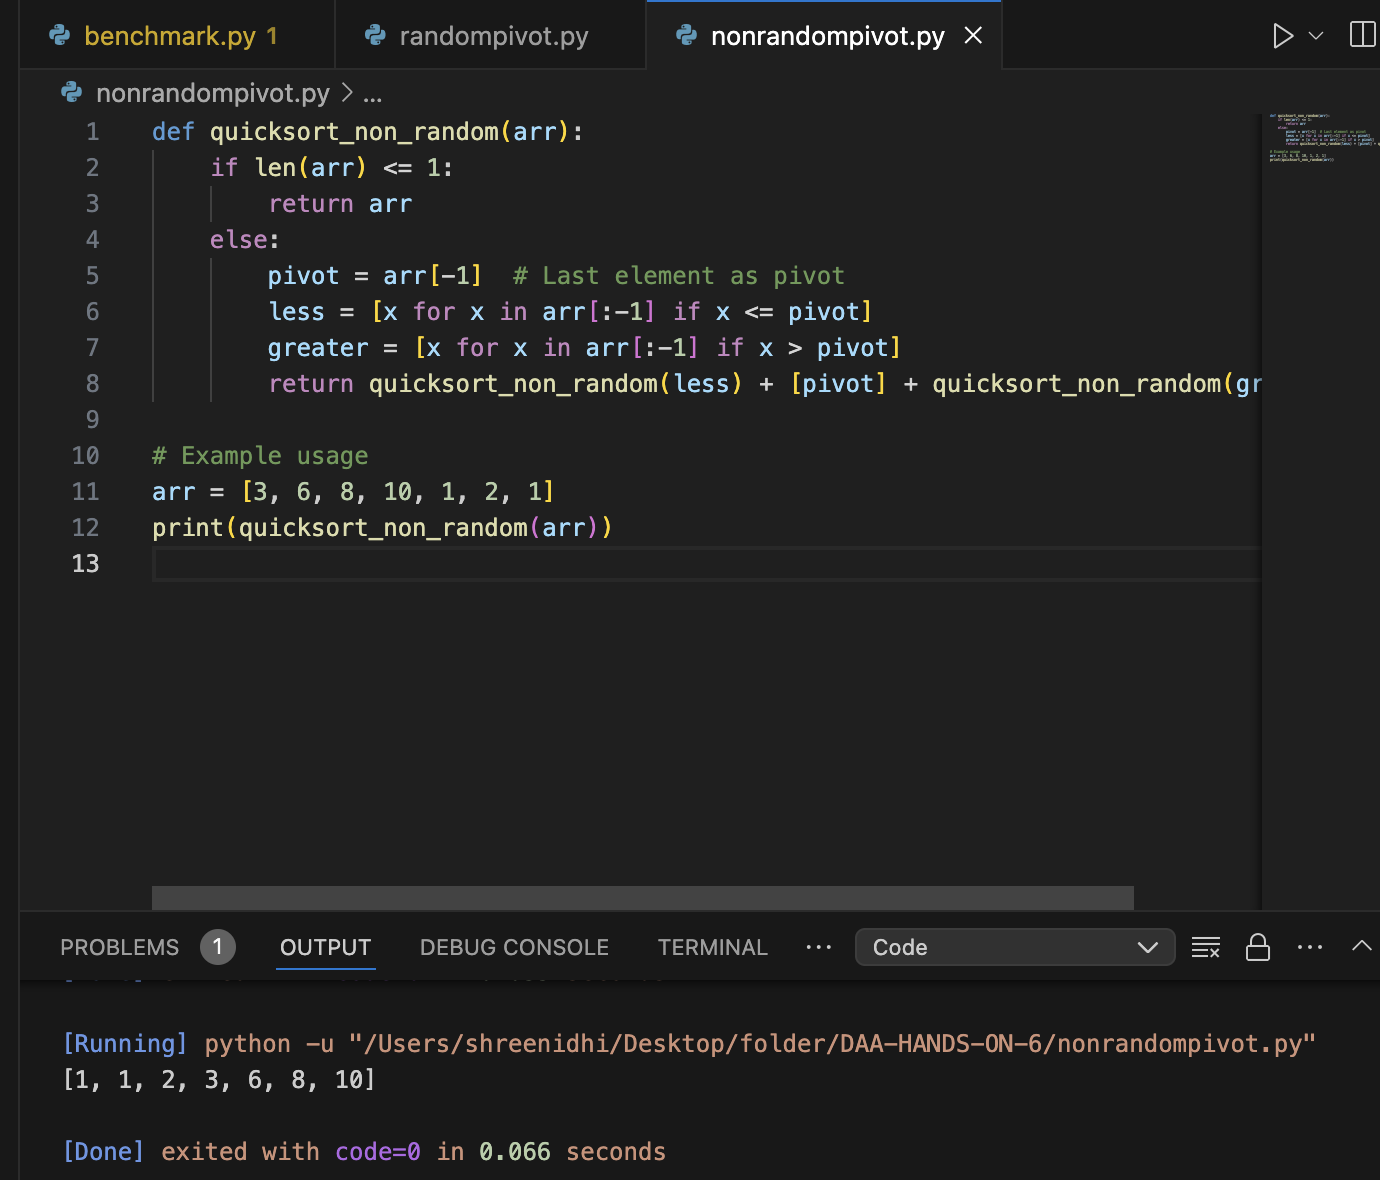 benchmark.py 1
randompivot.py
nonrandompivot.py
nonrandompivot.py > ...
1 def quicksort_non_random(arr):
2     if len(arr) <= 1:
3         return arr
4     else:
5         pivot = arr[-1]  # Last element as pivot
6         less = [x for x in arr[:-1] if x <= pivot]
7         greater = [x for x in arr[:-1] if x > pivot]
8         return quicksort_non_random(less) + [pivot] + quicksort_non_random(gr
9
10 # Example usage
11 arr = [3, 6, 8, 10, 1, 2, 1]
12 print(quicksort_non_random(arr))
13
PROBLEMS 1 OUTPUT DEBUG CONSOLE TERMINAL ... Code ...
[Running] python -u "/Users/shreenidhi/Desktop/folder/DAA-HANDS-ON-6/nonrandompivot.py"
[1, 1, 2, 3, 6, 8, 10]
[Done] exited with code=0 in 0.066 seconds